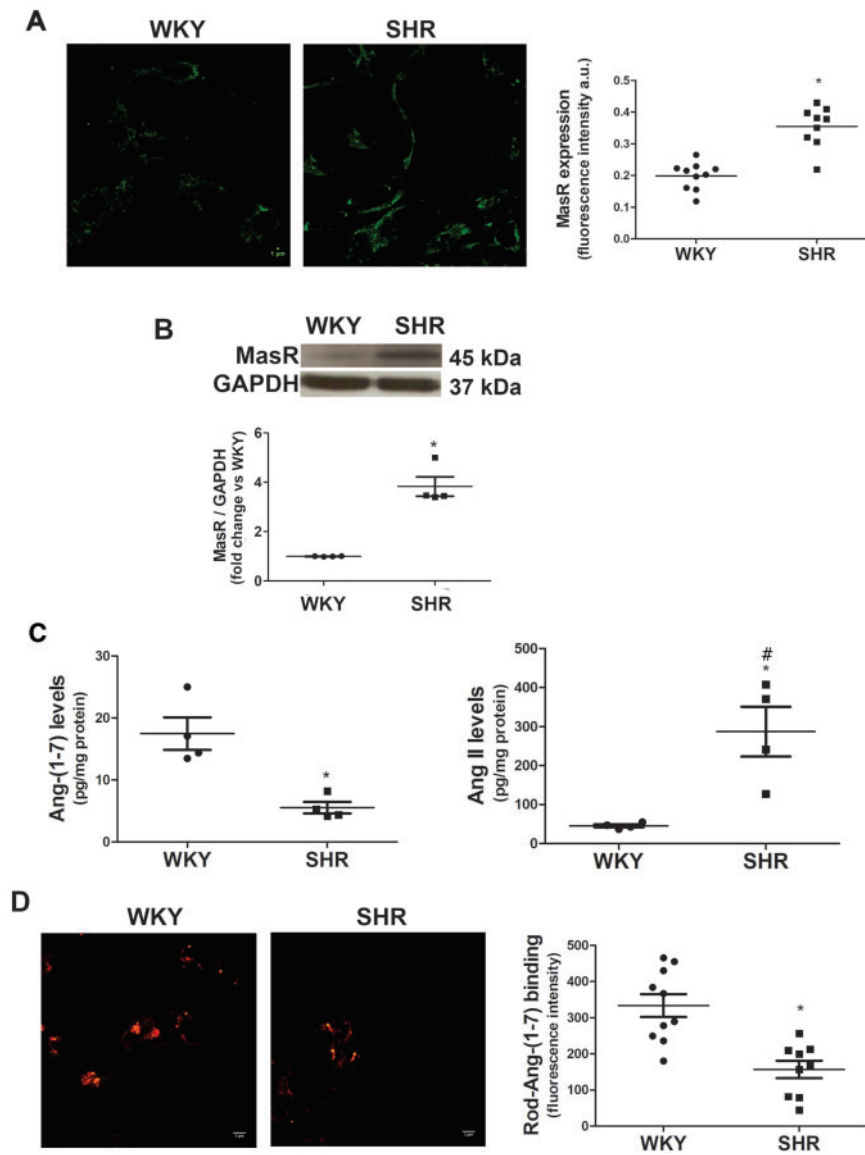 A
WKY
SHR
1 µm
MasR expression
(fluorescence intensity a.u.)
0.5
0.4
0.3
0.2
0.1
0.0
*
WKY
SHR
B
WKY
SHR
MasR
45 kDa
GAPDH
37 kDa
MasR / GAPDH
(fold change vs WKY)
6
4
2
0
*
WKY
SHR
C
Ang-(1-7) levels
(pg/mg protein)
30
20
10
0
*
WKY
SHR
Ang II levels
(pg/mg protein)
500
400
300
200
100
0
#
*
WKY
SHR
D
WKY
SHR
Rod-Ang-(1-7) binding
(fluorescence intensity)
500
400
300
200
100
0
*
WKY
SHR